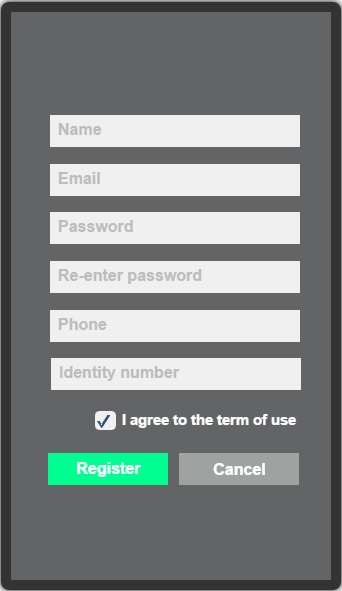 Name
Email
Password
Re-enter password
Phone
Identity number
I agree to the term of use
Register Cancel